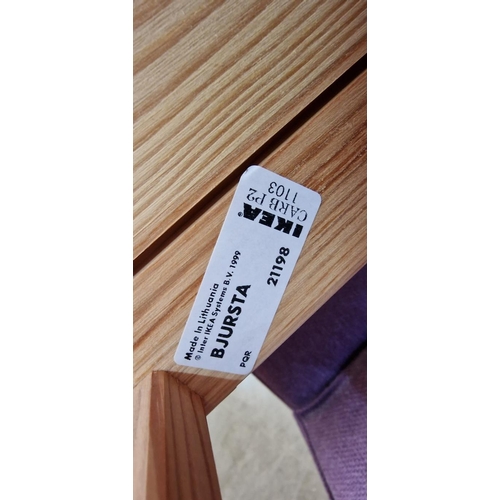 Made in Lithuania
© Inter IKEA Systems B.V. 1999
BJURSTA
PQR
21198
IKEA®
CARB P2
1103